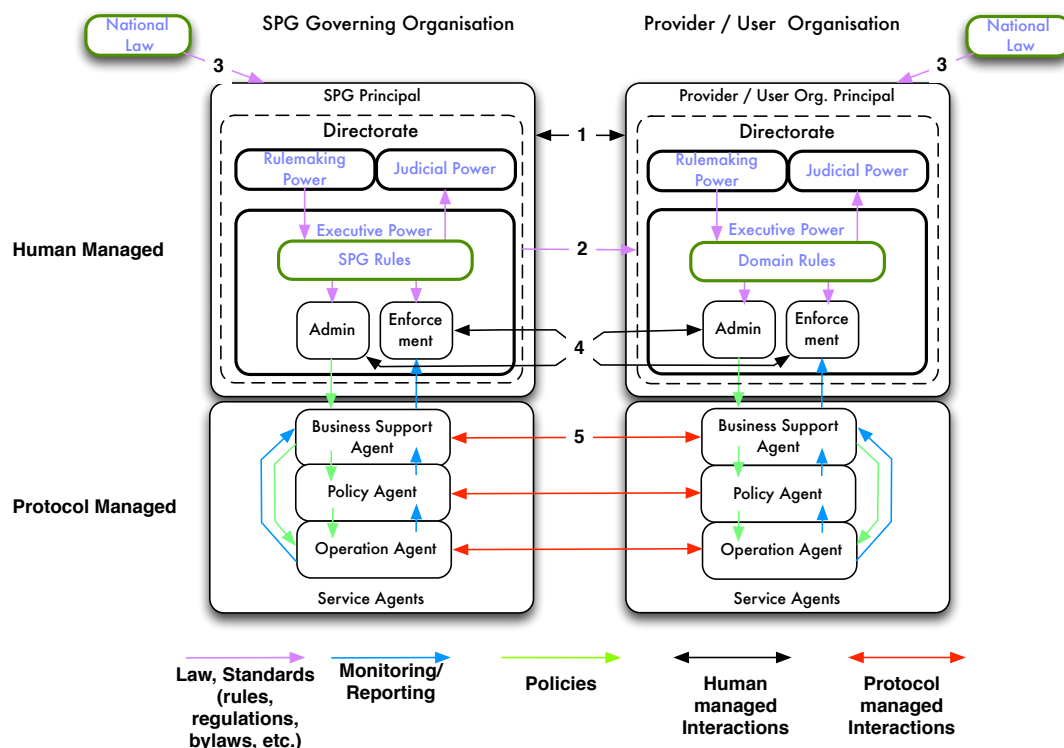 SPG Governing Organisation
Provider / User Organisation
National
Law
National
Law
3
3
SPG Principal
Provider / User Org. Principal
Directorate
1
Directorate
Rulemaking
Power
Judicial Power
Rulemaking
Power
Judicial Power
Human Managed
Executive Power
2
Executive Power
SPG Rules
Domain Rules
Admin
Enforce
ment
4
Admin
Enforce
ment
Business Support
Agent
5
Business Support
Agent
Protocol Managed
Policy Agent
Policy Agent
Operation Agent
Operation Agent
Service Agents
Service Agents
Law, Standards
(rules,
regulations,
bylaws, etc.)
Monitoring/
Reporting
Policies
Human
managed
Interactions
Protocol
managed
Interactions